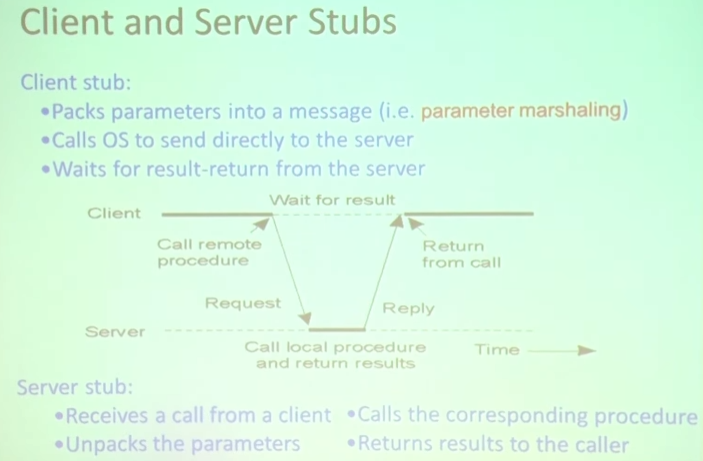 Client and Server Stubs
Client stub:
•Packs parameters into a message (i.e. parameter marshaling)
•Calls OS to send directly to the server
•Waits for result-return from the server
Wait for result
Client
Call remote
procedure
Return
from call
Request
Reply
Server
Call local procedure
and return results
Time
Server stub:
•Receives a call from a client •Calls the corresponding procedure
•Unpacks the parameters •Returns results to the caller